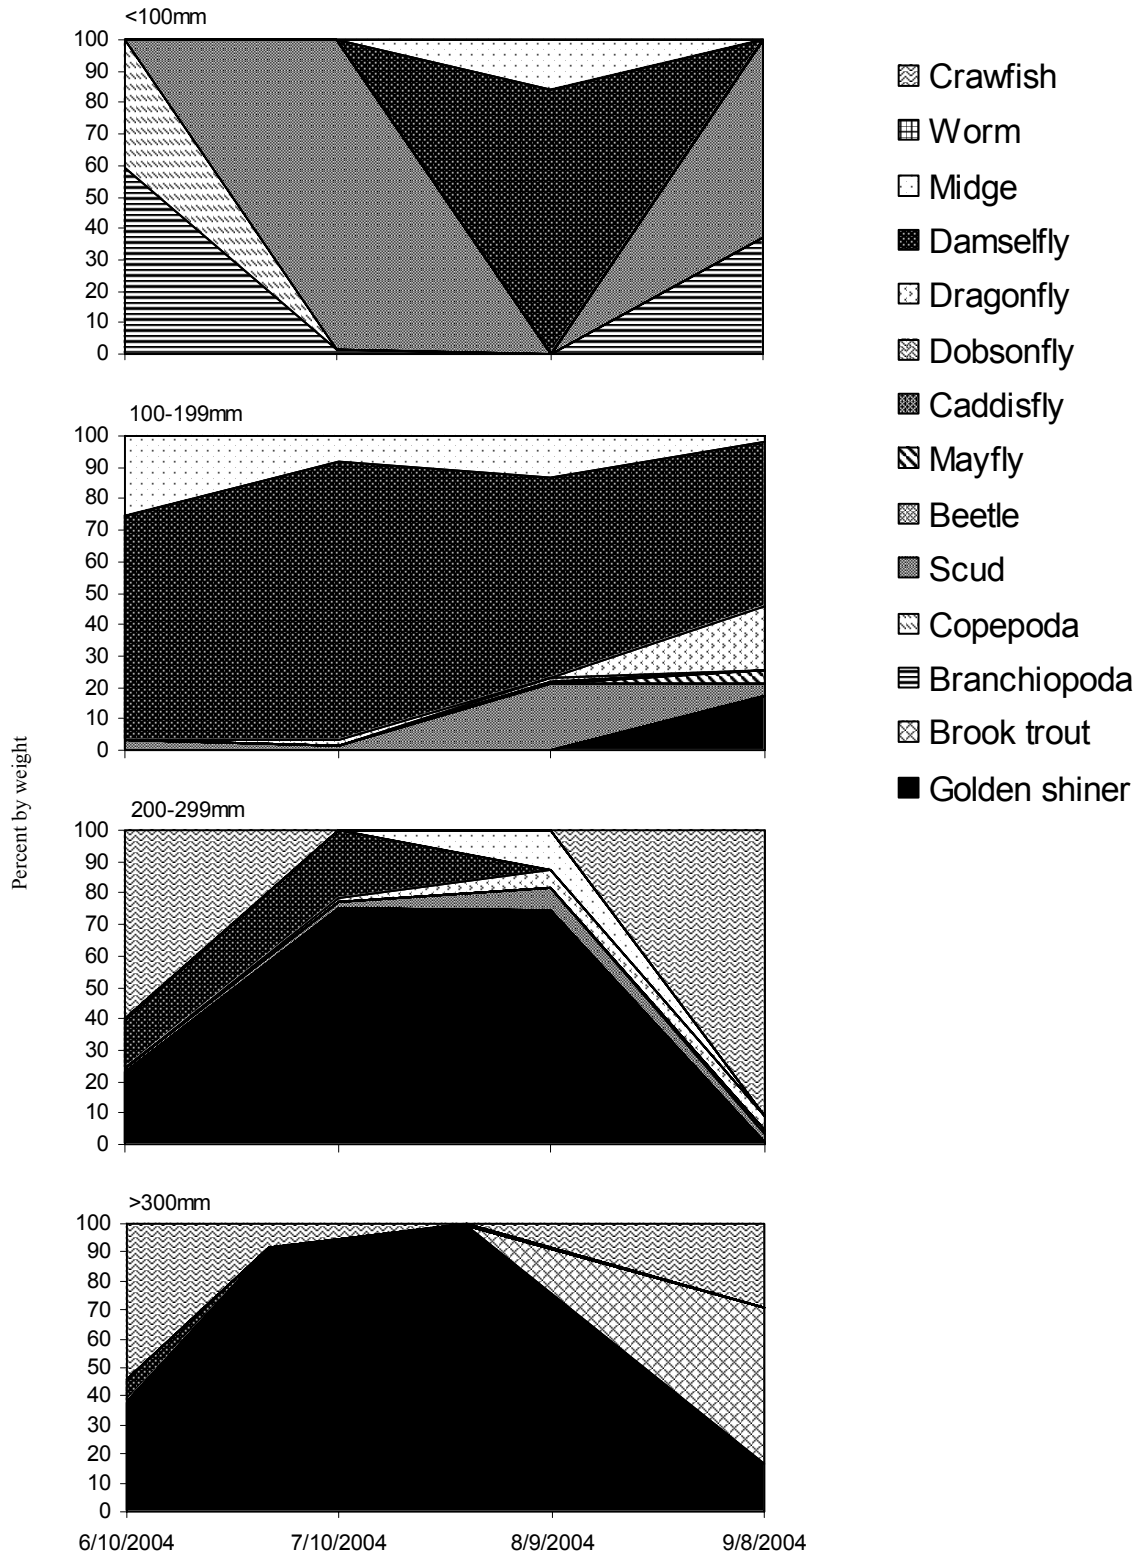 <100mm
100
90
80
70
60
50
40
30
20
10
0
100-199mm
100
90
80
70
60
50
40
30
20
10
0
200-299mm
100
90
80
70
60
50
40
30
20
10
0
>300mm
100
90
80
70
60
50
40
30
20
10
0
6/10/2004 7/10/2004 8/9/2004 9/8/2004
Percent by weight
Crawfish
Worm
Midge
Damselfly
Dragonfly
Dobsonfly
Caddisfly
Mayfly
Beetle
Scud
Copepoda
Branchiopoda
Brook trout
Golden shiner